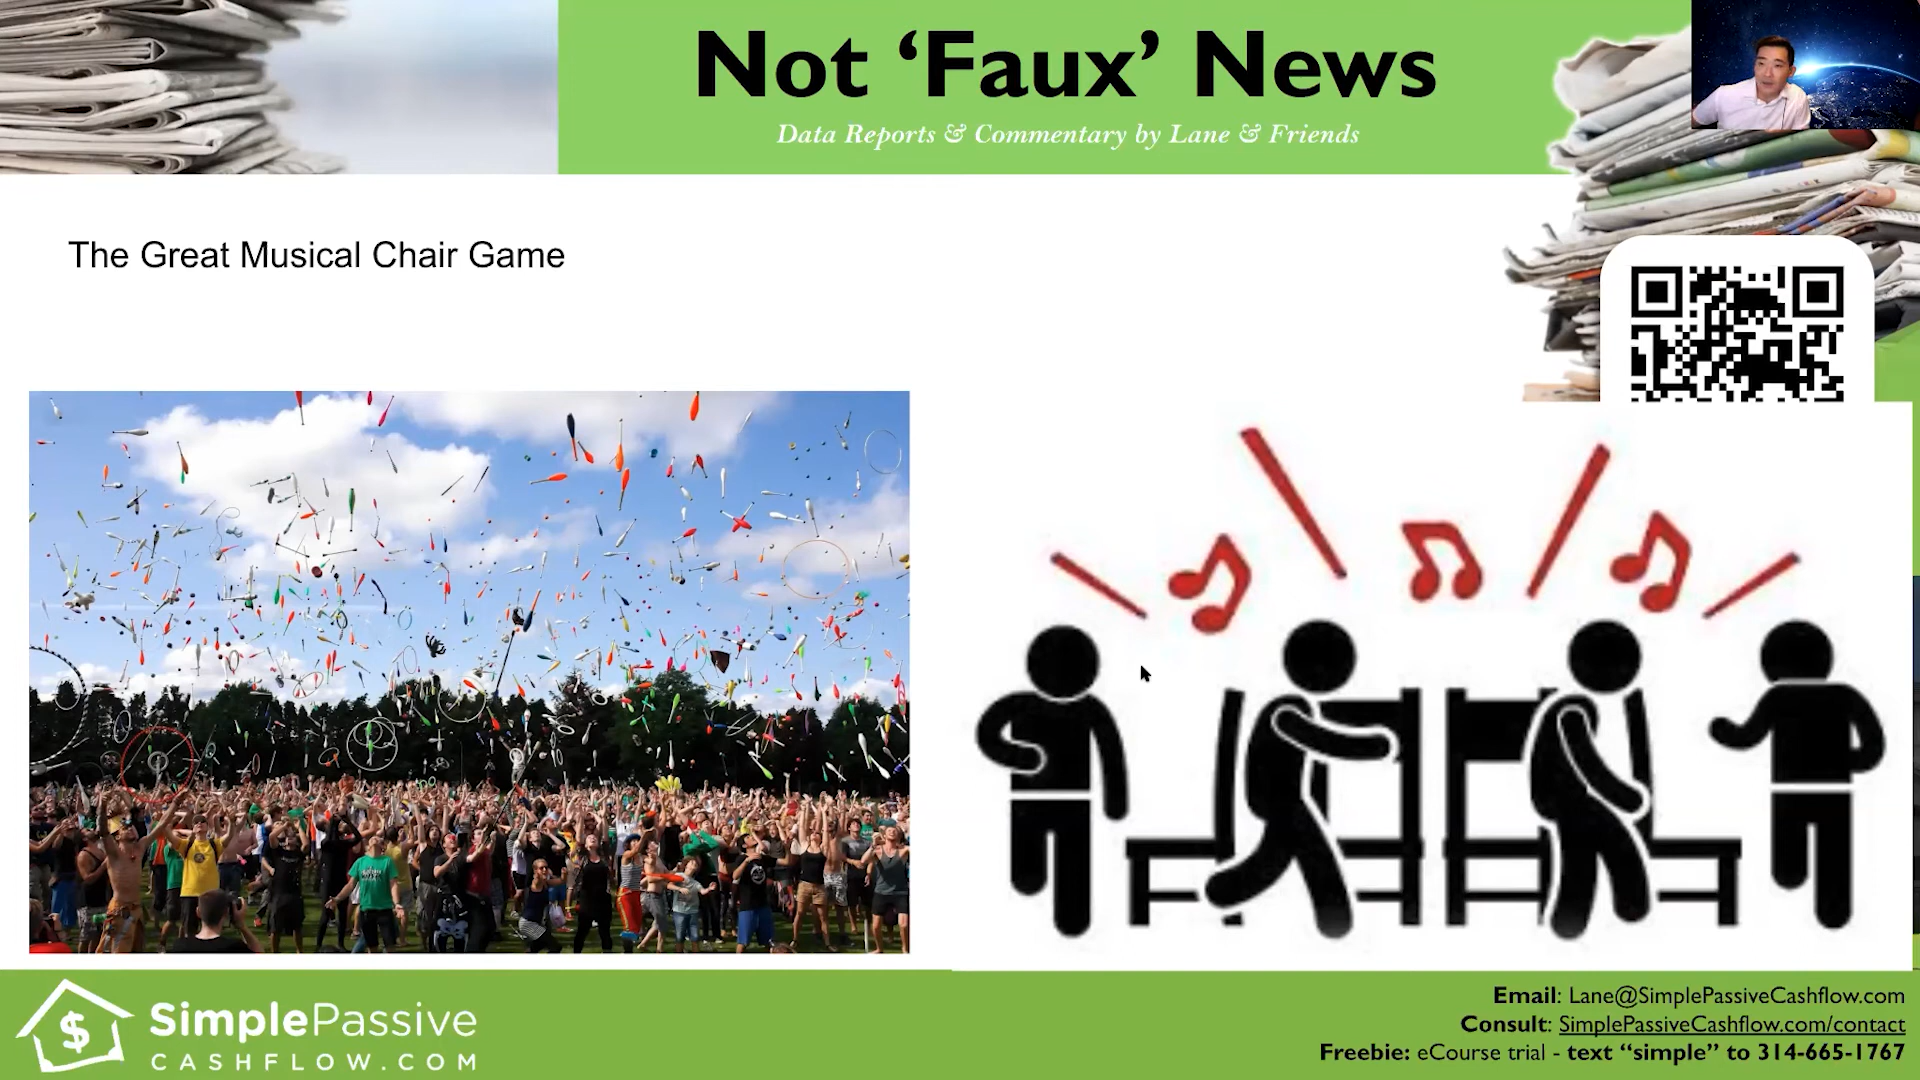 Not ‘Faux’ News
Data Reports & Commentary by Lane & Friends
The Great Musical Chair Game
$
SimplePassive
CASHFLOW.COM
Email: Lane@SimplePassiveCashflow.com
Consult: SimplePassiveCashflow.com/contact
Freebie: eCourse trial - text “simple” to 314-665-1767